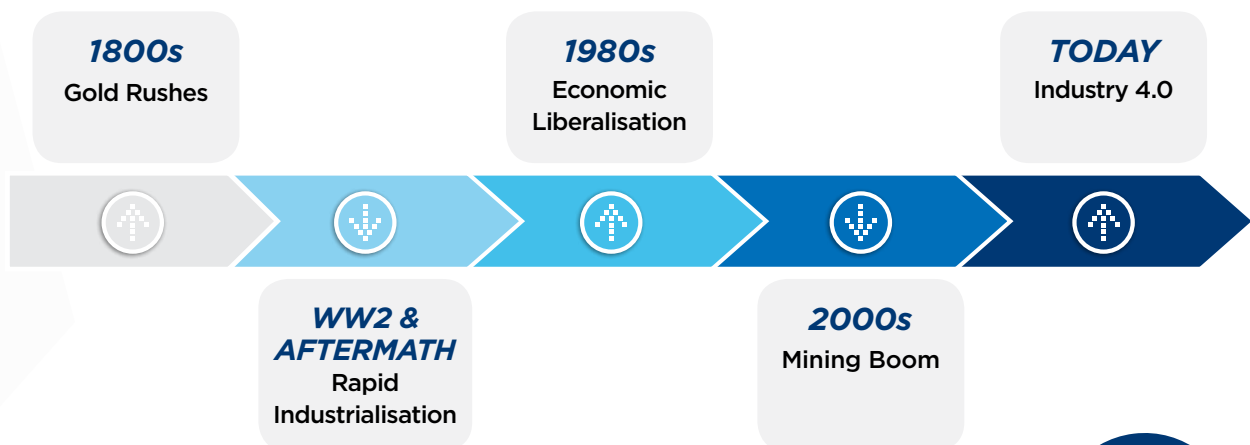 1800s
Gold Rushes
WW2 &
AFTERMATH
Rapid
Industrialisation
1980s
Economic
Liberalisation
2000s
Mining Boom
TODAY
Industry 4.0